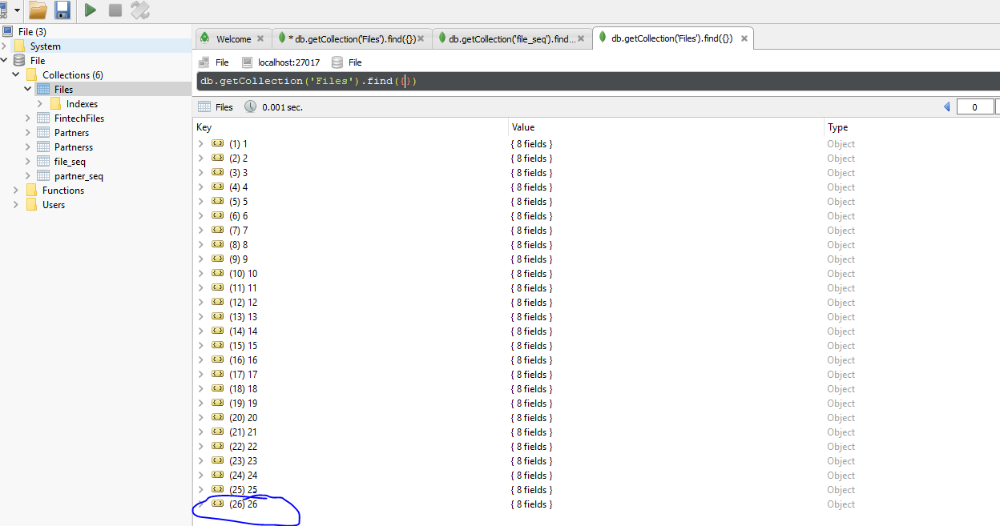 File (3)
System
File
Collections (6)
Files
Indexes
FintechFiles
Partners
Partnerss
file_seq
partner_seq
Functions
Users
Welcome
* db.getCollection('Files').find({})
db.getCollection('file_seq').find...
db.getCollection('Files').find({})
File localhost:27017 File
db.getCollection('Files').find({})
Files 0.001 sec. 0
Key Value Type
(1) 1 { 8 fields } Object
(2) 2 { 8 fields } Object
(3) 3 { 8 fields } Object
(4) 4 { 8 fields } Object
(5) 5 { 8 fields } Object
(6) 6 { 8 fields } Object
(7) 7 { 8 fields } Object
(8) 8 { 8 fields } Object
(9) 9 { 8 fields } Object
(10) 10 { 8 fields } Object
(11) 11 { 8 fields } Object
(12) 12 { 8 fields } Object
(13) 13 { 8 fields } Object
(14) 14 { 8 fields } Object
(15) 15 { 8 fields } Object
(16) 16 { 8 fields } Object
(17) 17 { 8 fields } Object
(18) 18 { 8 fields } Object
(19) 19 { 8 fields } Object
(20) 20 { 8 fields } Object
(21) 21 { 8 fields } Object
(22) 22 { 8 fields } Object
(23) 23 { 8 fields } Object
(24) 24 { 8 fields } Object
(25) 25 { 8 fields } Object
(26) 26 { 8 fields } Object